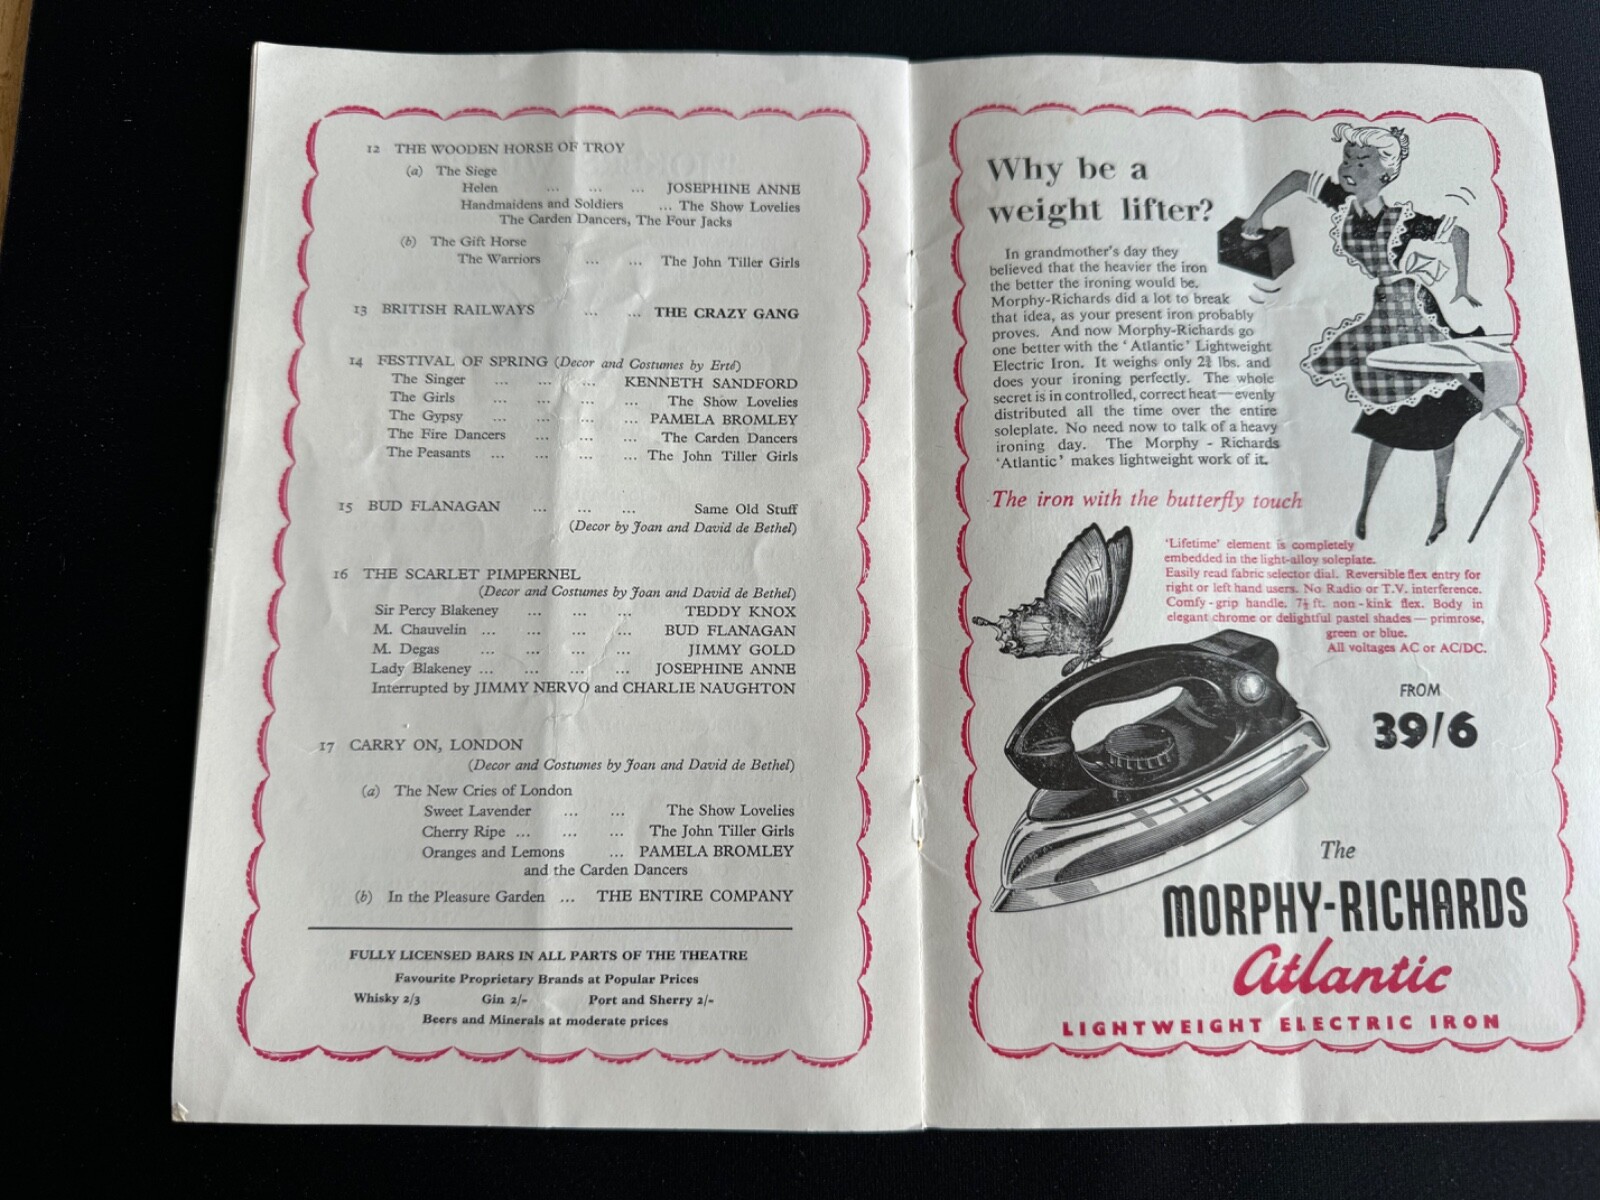 12 THE WOODEN HORSE OF TROY
(a) The Siege
Helen ... ... ... JOSEPHINE ANNE
Handmaidens and Soldiers ... The Show Lovelies
The Carden Dancers, The Four Jacks
(b) The Gift Horse
The Warriors ... ... The John Tiller Girls
13 BRITISH RAILWAYS ... ... THE CRAZY GANG
14 FESTIVAL OF SPRING (Decor and Costumes by Erté)
The Singer ... ... ... KENNETH SANDFORD
The Girls ... ... ... ... The Show Lovelies
The Gypsy ... ... ... ... PAMELA BROMLEY
The Fire Dancers ... ... ... The Carden Dancers
The Peasants ... ... ... ... The John Tiller Girls
15 BUD FLANAGAN ... ... ... Same Old Stuff
(Decor by Joan and David de Bethel)
16 THE SCARLET PIMPERNEL
(Decor and Costumes by Joan and David de Bethel)
Sir Percy Blakeney ... ... ... TEDDY KNOX
M. Chauvelin ... ... ... ... BUD FLANAGAN
M. Degas ... ... ... ... JIMMY GOLD
Lady Blakeney ... ... ... ... JOSEPHINE ANNE
Interrupted by JIMMY NERVO and CHARLIE NAUGHTON
17 CARRY ON, LONDON
(Decor and Costumes by Joan and David de Bethel)
(a) The New Cries of London
Sweet Lavender ... ... The Show Lovelies
Cherry Ripe ... ... ... The John Tiller Girls
Oranges and Lemons ... PAMELA BROMLEY
and the Carden Dancers
(b) In the Pleasure Garden ... THE ENTIRE COMPANY
FULLY LICENSED BARS IN ALL PARTS OF THE THEATRE
Favourite Proprietary Brands at Popular Prices
Whisky 2/3 Gin 2/- Port and Sherry 2/-
Beers and Minerals at moderate prices
Why be a
weight lifter?
In grandmother's day they
believed that the heavier the iron
the better the ironing would be.
Morphy-Richards did a lot to break
that idea, as your present iron probably
proves. And now Morphy-Richards go
one better with the 'Atlantic' Lightweight
Electric Iron. It weighs only 2¾ lbs. and
does your ironing perfectly. The whole
secret is in controlled, correct heat—evenly
distributed all the time over the entire
soleplate. No need now to talk of a heavy
ironing day. The Morphy - Richards
'Atlantic' makes lightweight work of it.
The iron with the butterfly touch
'Lifetime' element is completely
embedded in the light-alloy soleplate.
Easily read fabric selector dial. Reversible flex entry for
right or left hand users. No Radio or T.V. interference.
Comfy-grip handle. 7½ ft. non-kink flex. Body in
elegant chrome or delightful pastel shades — primrose,
green or blue.
All voltages AC or AC/DC.
FROM
39/6
The
MORPHY-RICHARDS
Atlantic
LIGHTWEIGHT ELECTRIC IRON